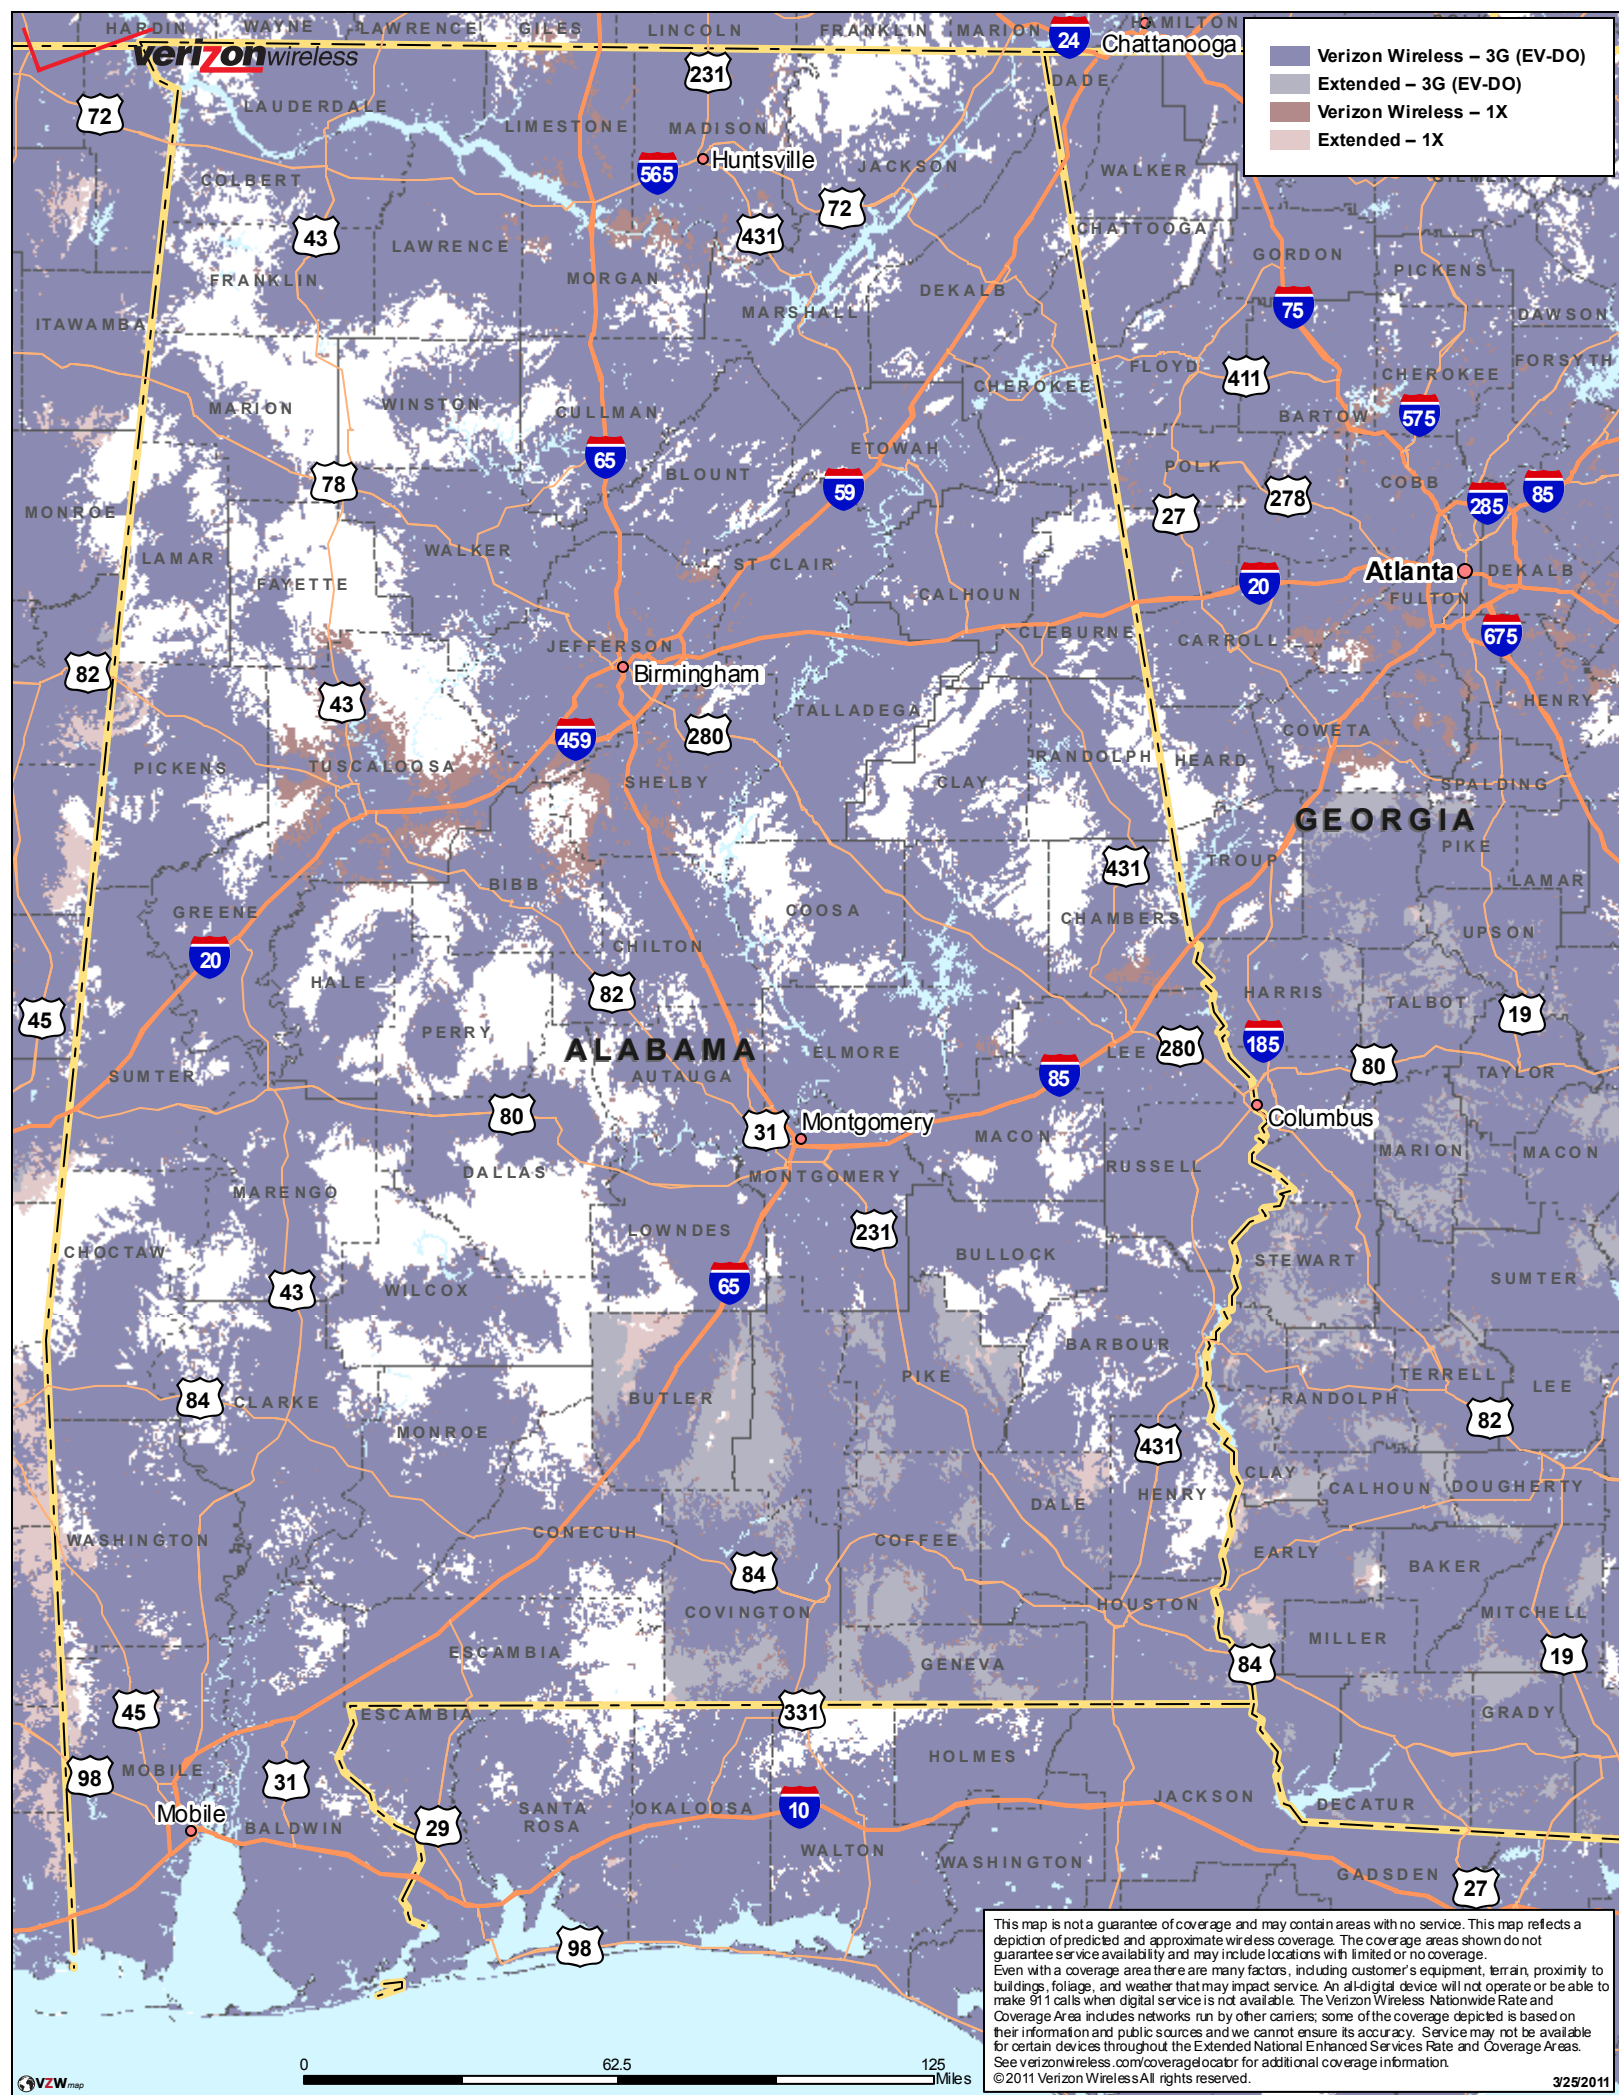 HARDIN
WAYNE
LAWRENCE
GILES
LINCOLN
FRANKLIN
MARION
24
HAMILTON
Chattanooga
verizonwireless
231
Verizon Wireless – 3G (EV-DO)
Extended – 3G (EV-DO)
Verizon Wireless – 1X
Extended – 1X
DADE
72
LAUDERDALE
LIMESTONE
MADISON
Huntsville
565
JACKSON
WALKER
GILMER
COLBERT
72
43
LAWRENCE
431
CHATTOOGA
GORDON
PICKENS
FRANKLIN
MORGAN
DEKALB
75
MARSHALL
DAWSON
ITAWAMBA
FLOYD
411
CHEROKEE
FORSYTH
CHEROKEE
MARION
WINSTON
CULLMAN
BARTOW
575
65
ETOWAH
BLOUNT
POLK
COBB
78
59
27
278
285
85
MONROE
LAMAR
WALKER
ST CLAIR
FAYETTE
CALHOUN
20
Atlanta
DEKALB
FULTON
JEFFERSON
CLEBURNE
CARROLL
675
82
Birmingham
43
TALLADEGA
HENRY
459
280
COWETA
PICKENS
TUSCALOOSA
SHELBY
CLAY
RANDOLPH
HEARD
SPALDING
GEORGIA
PIKE
431
TROUP
LAMAR
BIBB
GREENE
COOSA
CHAMBERS
20
CHILTON
UPSON
HALE
82
HARRIS
TALBOT
19
45
PERRY
ALABAMA
ELMORE
LEE
280
185
80
SUMTER
AUTAUGA
85
TAYLOR
80
31
Montgomery
Columbus
MACON
MARION
MACON
DALLAS
MONTGOMERY
RUSSELL
MARENGO
LOWNDES
231
CHOCTAW
BULLOCK
STEWART
43
WILCOX
65
SUMTER
BARBOUR
84
CLARKE
BUTLER
PIKE
TERRELL
RANDOLPH
LEE
82
MONROE
431
CLAY
CALHOUN
DOUGHERTY
DALE
HENRY
WASHINGTON
CONECUH
COFFEE
EARLY
84
BAKER
COVINGTON
HOUSTON
MITCHELL
ESCAMBIA
GENEVA
84
MILLER
19
45
ESCAMBIA
331
GRADY
98
MOBILE
31
HOLMES
Mobile
BALDWIN
29
SANTA
ROSA
OKALOOSA
10
JACKSON
DECATUR
WALTON
WASHINGTON
GADSDEN
27
98
This map is not a guarantee of coverage and may contain areas with no service. This map reflects a
depiction of predicted and approximate wireless coverage. The coverage areas shown do not
guarantee service availability and may include locations with limited or no coverage.
Even with a coverage area there are many factors, including customer's equipment, terrain, proximity to
buildings, foliage, and weather that may impact service. An all-digital device will not operate or be able to
make 911 calls when digital service is not available. The Verizon Wireless Nationwide Rate and
Coverage Area includes networks run by other carriers; some of the coverage depicted is based on
their information and public sources and we cannot ensure its accuracy. Service may not be available
for certain devices throughout the Extended National Enhanced Services Rate and Coverage Areas.
See verizonwireless.com/coveragelocator for additional coverage information.
©2011 Verizon Wireless All rights reserved.
3/25/2011
0
62.5
125
Miles
VZWmap